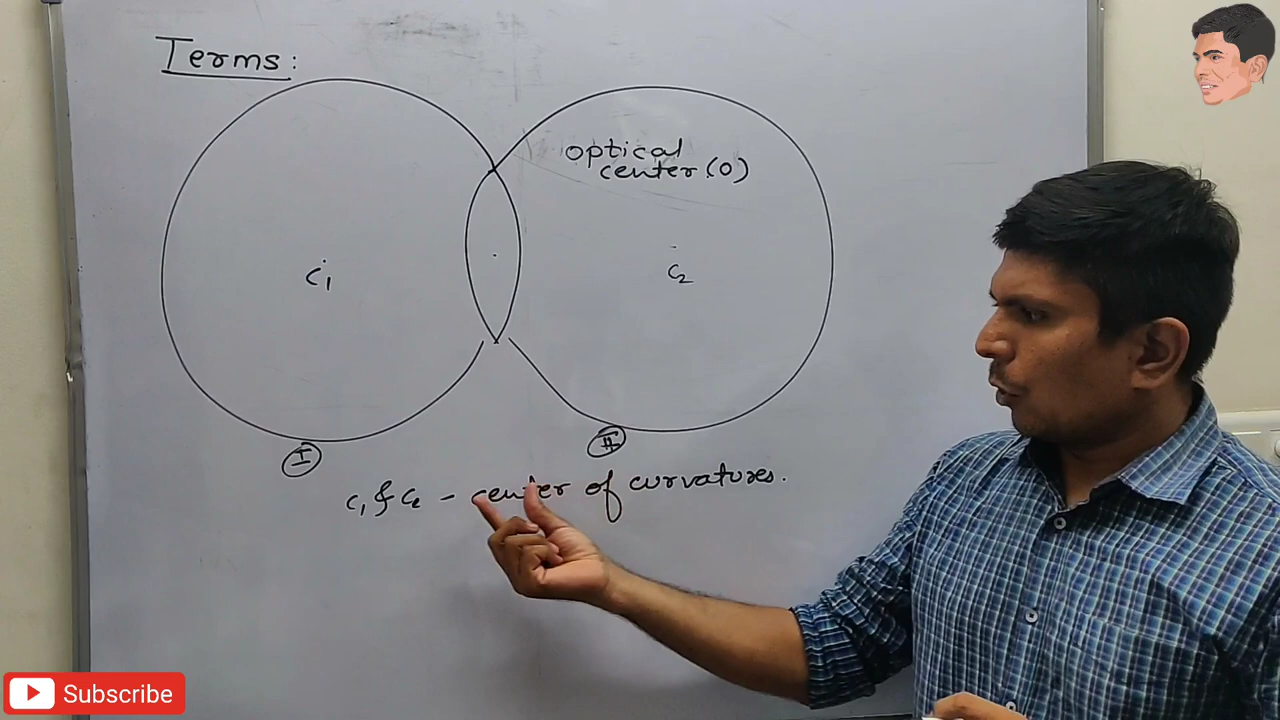 Terms:
optical
center (O)
C1
C2
I
II
C1 & C2 - center of curvatures.
Subscribe